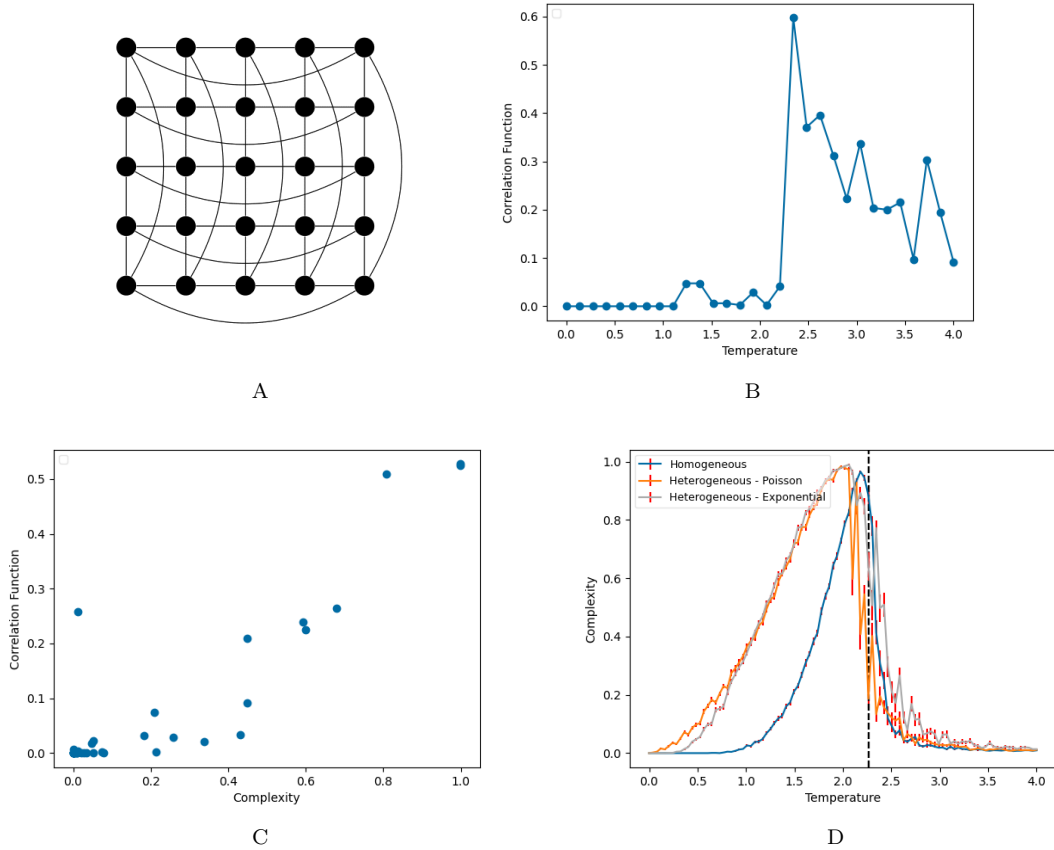 A
Correlation Function
0.6
0.5
0.4
0.3
0.2
0.1
0.0
0.0 0.5 1.0 1.5 2.0 2.5 3.0 3.5 4.0
Temperature
B
Correlation Function
0.5
0.4
0.3
0.2
0.1
0.0
0.0 0.2 0.4 0.6 0.8 1.0
Complexity
C
Complexity
1.0
0.8
0.6
0.4
0.2
0.0
Homogeneous
Heterogeneous - Poisson
Heterogeneous - Exponential
0.0 0.5 1.0 1.5 2.0 2.5 3.0 3.5 4.0
Temperature
D